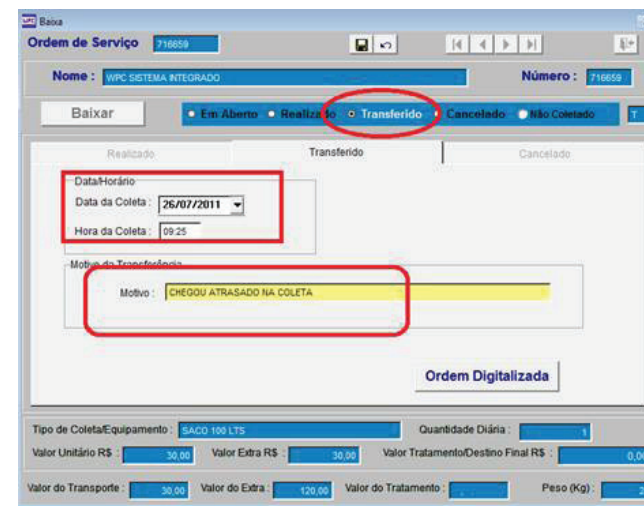 Baixa
Ordem de Serviço 716659
Nome : WPC SISTEMA INTEGRADO Número : 716659
Baixar Em Aberto Realizado Transferido Cancelado Não Coletado T
Realizado Transferido Cancelado
Data/Horário
Data da Coleta : 26/07/2011
Hora da Coleta : 09:25
Motivo da Transferência
Motivo : CHEGOU ATRASADO NA COLETA
Ordem Digitalizada
Tipo de Coleta/Equipamento : SACO 100 LTS Quantidade Diária : 1
Valor Unitário R$ : 30,00 Valor Extra R$ : 30,00 Valor Tratamento/Destino Final R$ : 0,00
Valor do Transporte : 30,00 Valor do Extra : 120,00 Valor do Tratamento : Peso (Kg) :